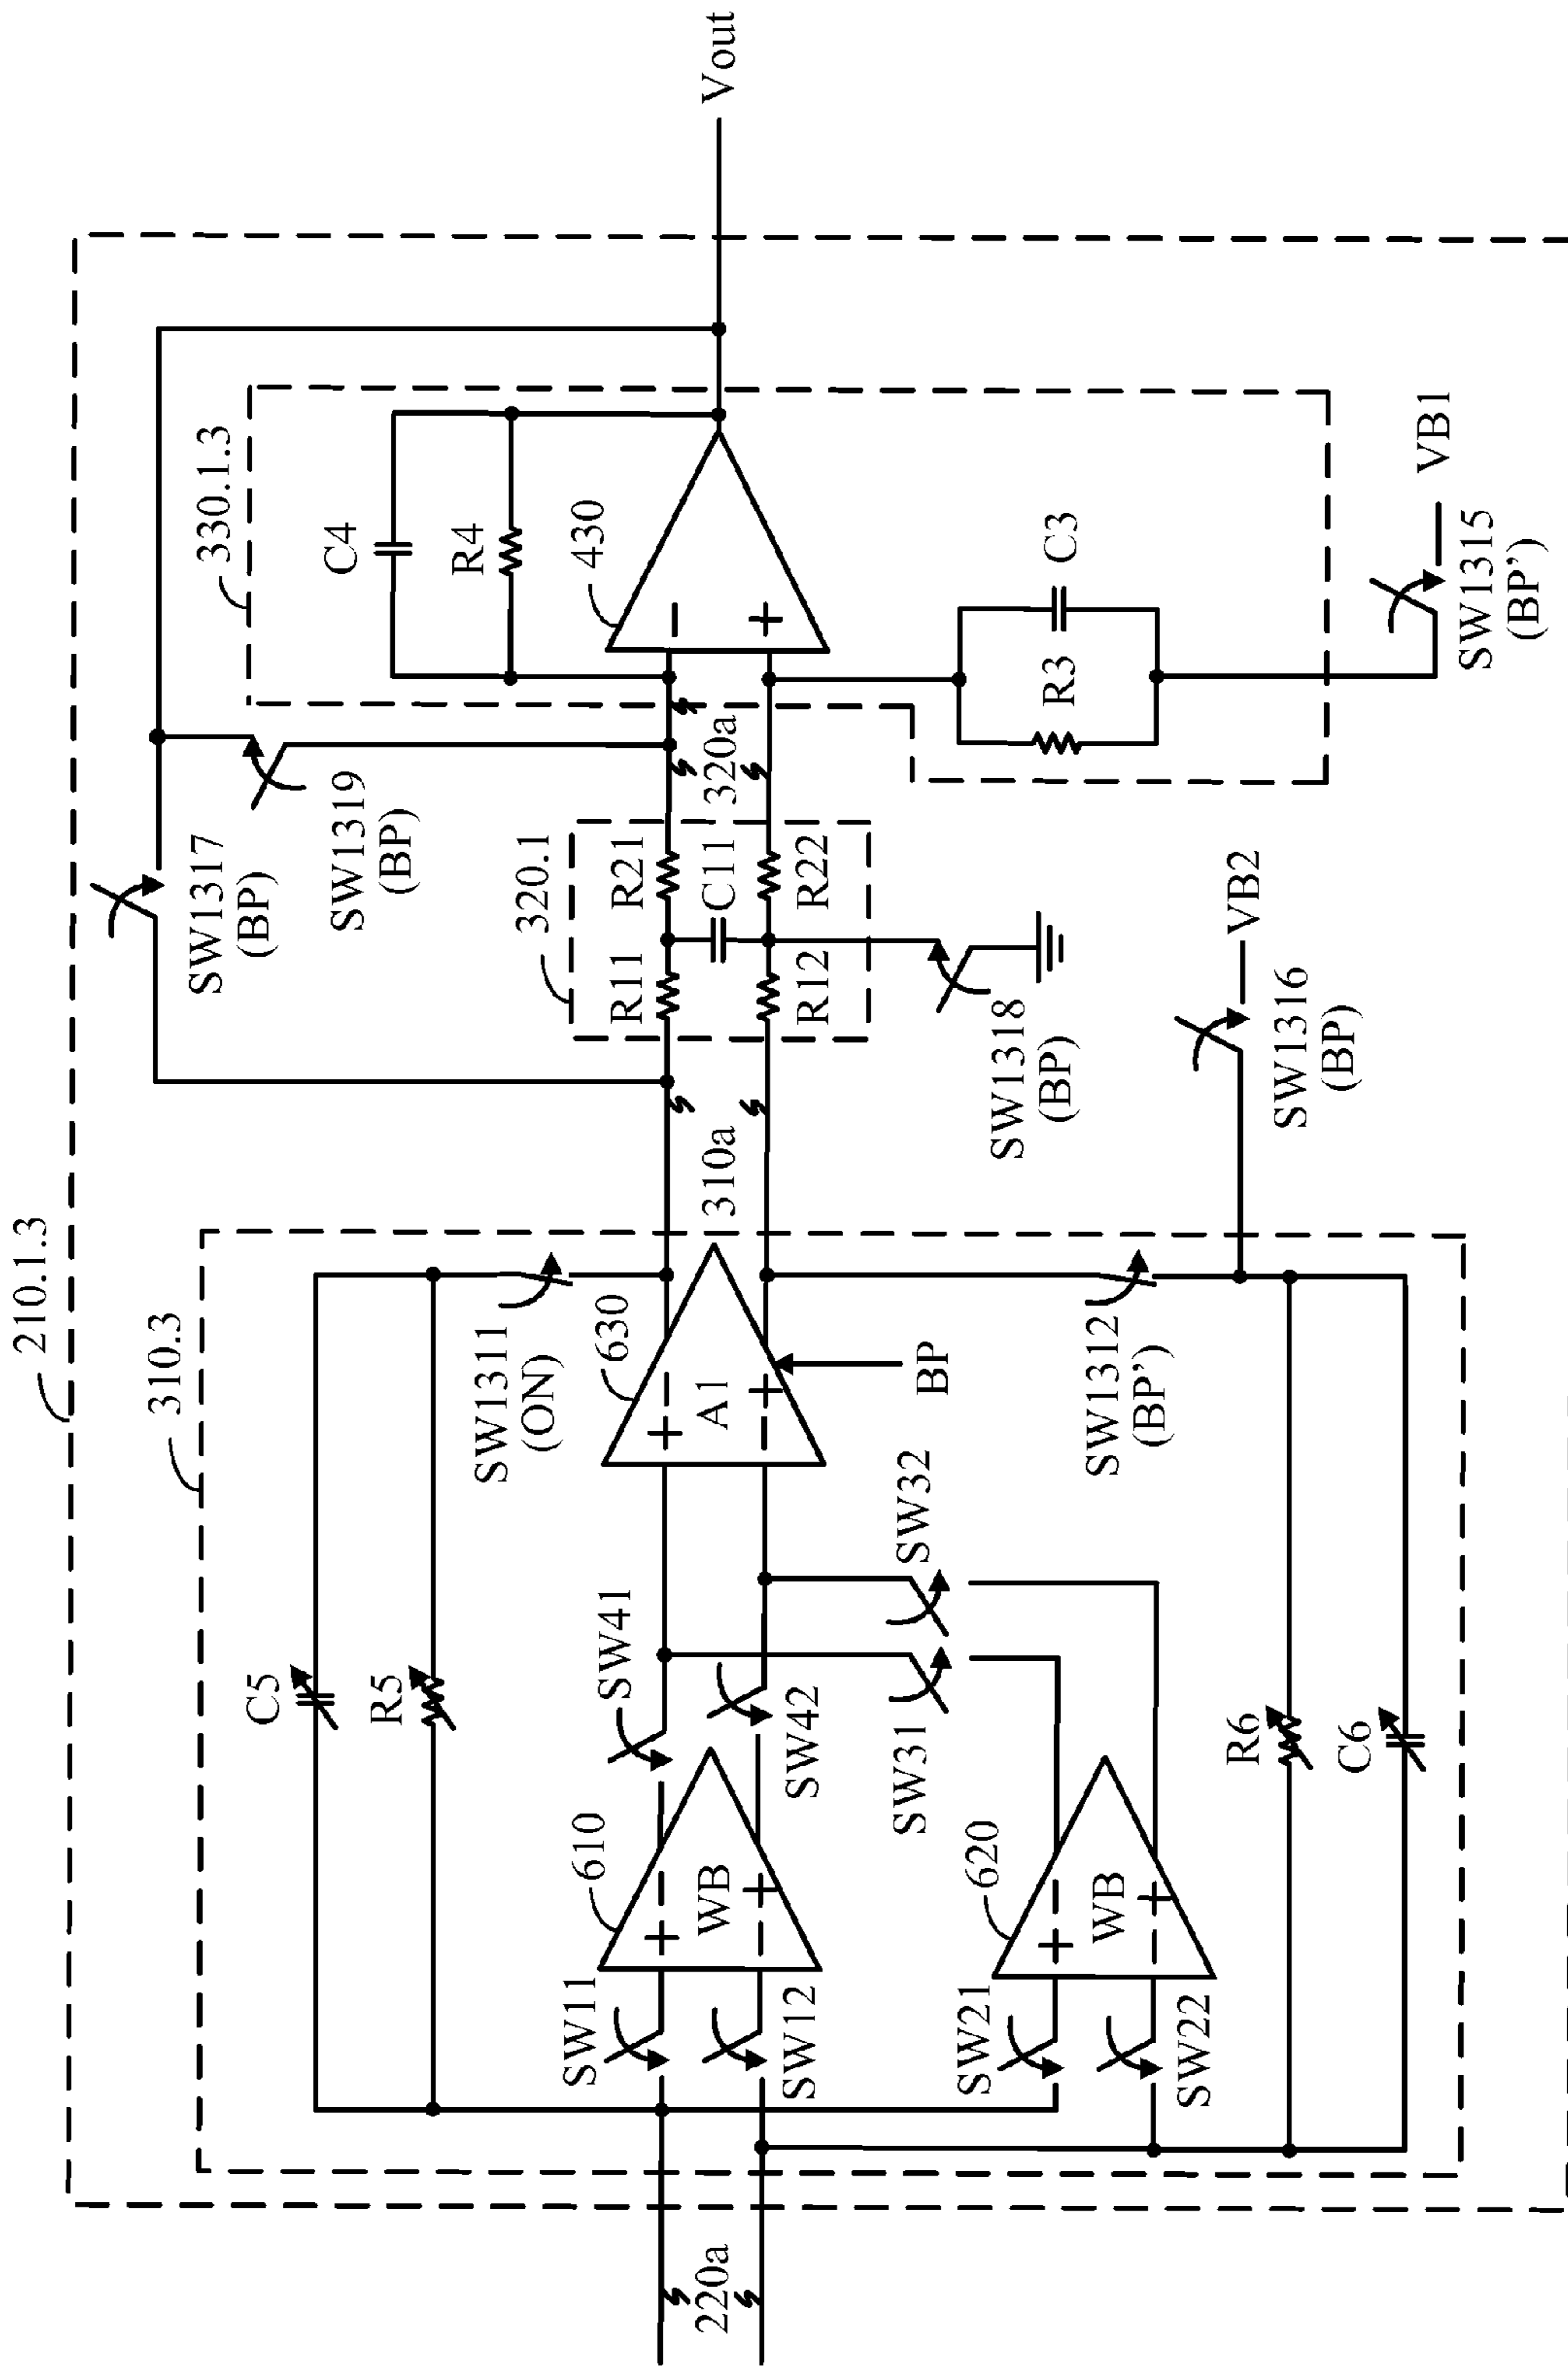 210.1.3
310.3
C5
R5
SW1311
(ON)
SW11
610
+ −
WB
− +
SW12
SW41
SW42
630
+ −
A1
− +
BP
SW21
620
+ −
WB
− +
SW22
SW31
SW32
SW1312
(BP’)
R6
C6
220a
310a
SW1317
(BP)
SW1319
(BP)
320.1
R11
R21
C11
R12
R22
320a
SW1318
(BP)
SW1316
(BP)
VB2
330.1.3
C4
R4
430
−
+
R3
C3
SW1315
(BP’)
VB1
Vout